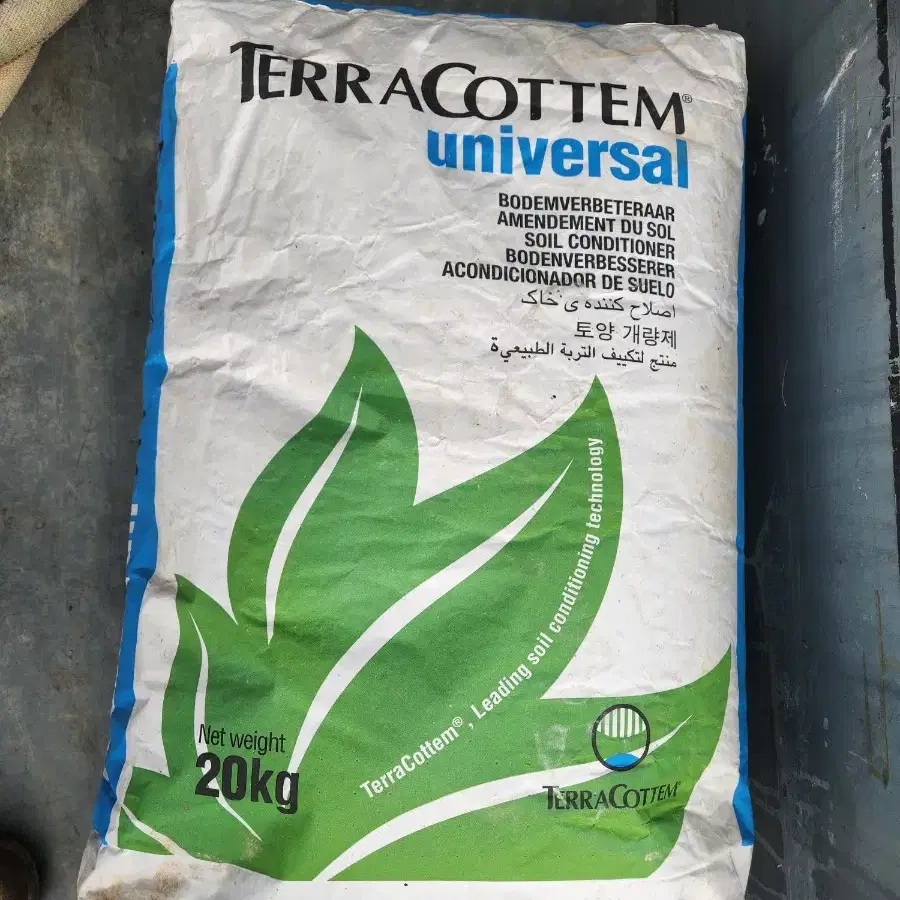 TERRACOTTEM®
universal
BODEMVERBETERAAR
AMENDEMENT DU SOL
SOIL CONDITIONER
BODENVERBESSERER
ACONDICIONADOR DE SUELO
اصلاح کننده ی خاک
토양 개량제
منتج لتكييف التربة الطبيعية
TerraCottem®, Leading soil conditioning technology
Net weight
20kg
TERRACOTTEM®